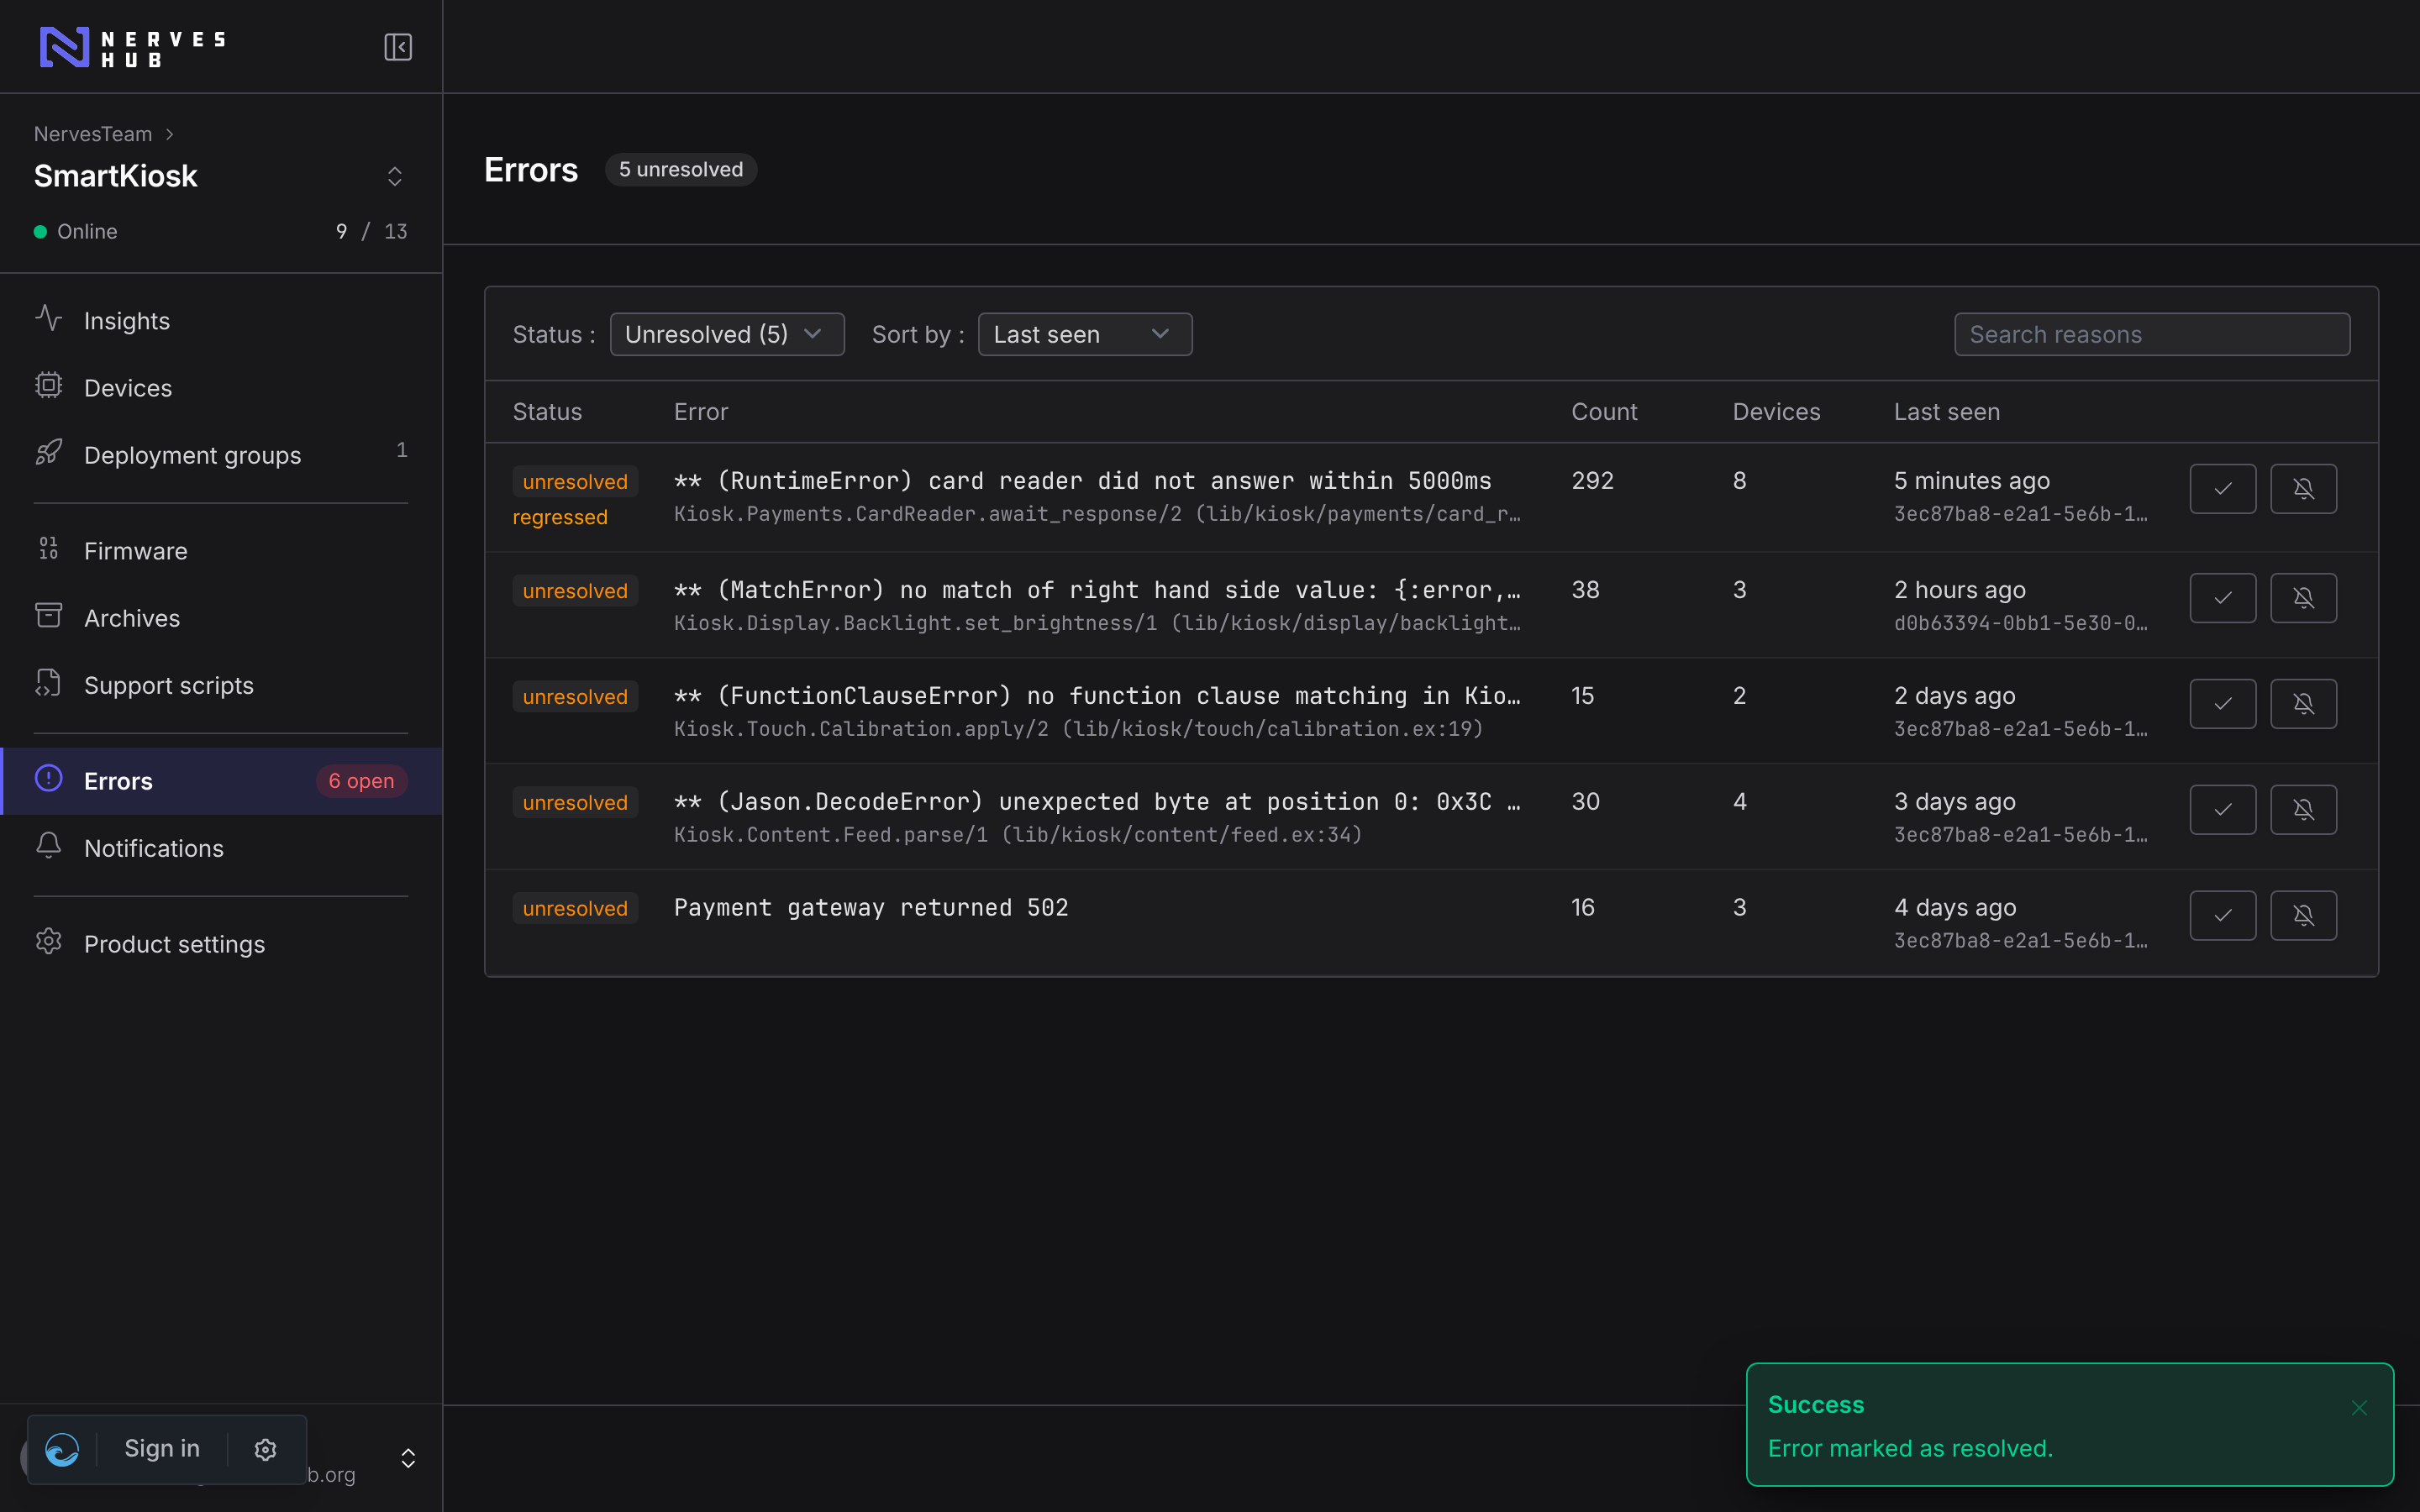 NERVES
HUB
NervesTeam
SmartKiosk
Online 9 / 13
Insights
Devices
Deployment groups 1
Firmware
Archives
Support scripts
Errors 6 open
Notifications
Product settings
Sign in
b.org
Errors 5 unresolved
Status : Unresolved (5) Sort by : Last seen Search reasons
Status Error Count Devices Last seen
unresolved ** (RuntimeError) card reader did not answer within 5000ms 292 8 5 minutes ago
regressed Kiosk.Payments.CardReader.await_response/2 (lib/kiosk/payments/card_r… 3ec87ba8-e2a1-5e6b-1…
unresolved ** (MatchError) no match of right hand side value: {:error,… 38 3 2 hours ago
Kiosk.Display.Backlight.set_brightness/1 (lib/kiosk/display/backlight… d0b63394-0bb1-5e30-0…
unresolved ** (FunctionClauseError) no function clause matching in Kio… 15 2 2 days ago
Kiosk.Touch.Calibration.apply/2 (lib/kiosk/touch/calibration.ex:19) 3ec87ba8-e2a1-5e6b-1…
unresolved ** (Jason.DecodeError) unexpected byte at position 0: 0x3C … 30 4 3 days ago
Kiosk.Content.Feed.parse/1 (lib/kiosk/content/feed.ex:34) 3ec87ba8-e2a1-5e6b-1…
unresolved Payment gateway returned 502 16 3 4 days ago
3ec87ba8-e2a1-5e6b-1…
Success
Error marked as resolved.